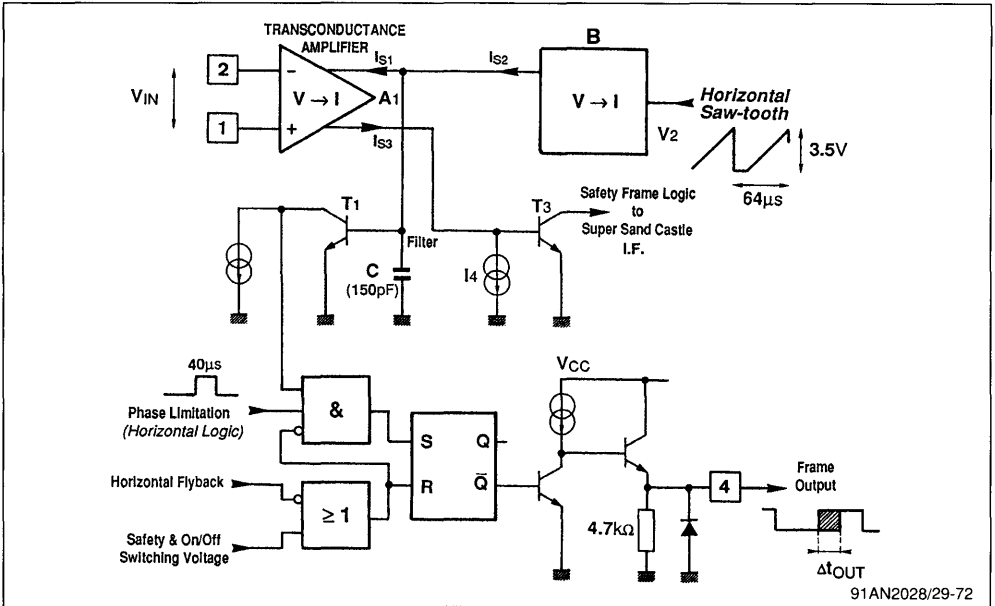 TRANSCONDUCTANCE
AMPLIFIER
B
2
1
VIN
−
+
V → I
A1
IS1
IS2
IS3
V → I
V2
Horizontal
Saw-tooth
3.5V
64µs
T1
Filter
C
(150pF)
I4
T3
Safety Frame Logic
to
Super Sand Castle
I.F.
40µs
Phase Limitation
(Horizontal Logic)
&
S
Q
R
Q̅
Horizontal Flyback
≥ 1
Safety & On/Off
Switching Voltage
VCC
4.7kΩ
4
Frame
Output
ΔtOUT
91AN2028/29-72